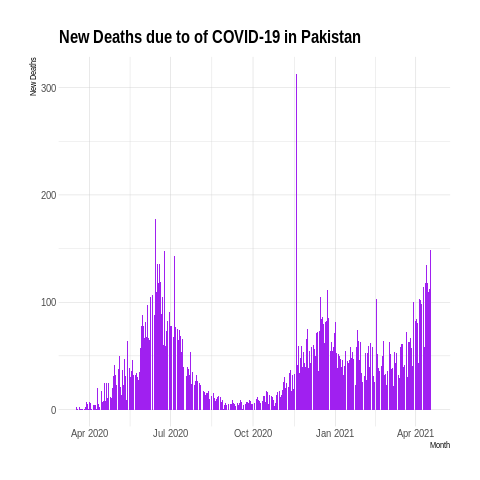 New Deaths due to of COVID-19 in Pakistan
New Deaths
300
200
100
0
Apr 2020 Jul 2020 Oct 2020 Jan 2021 Apr 2021
Month